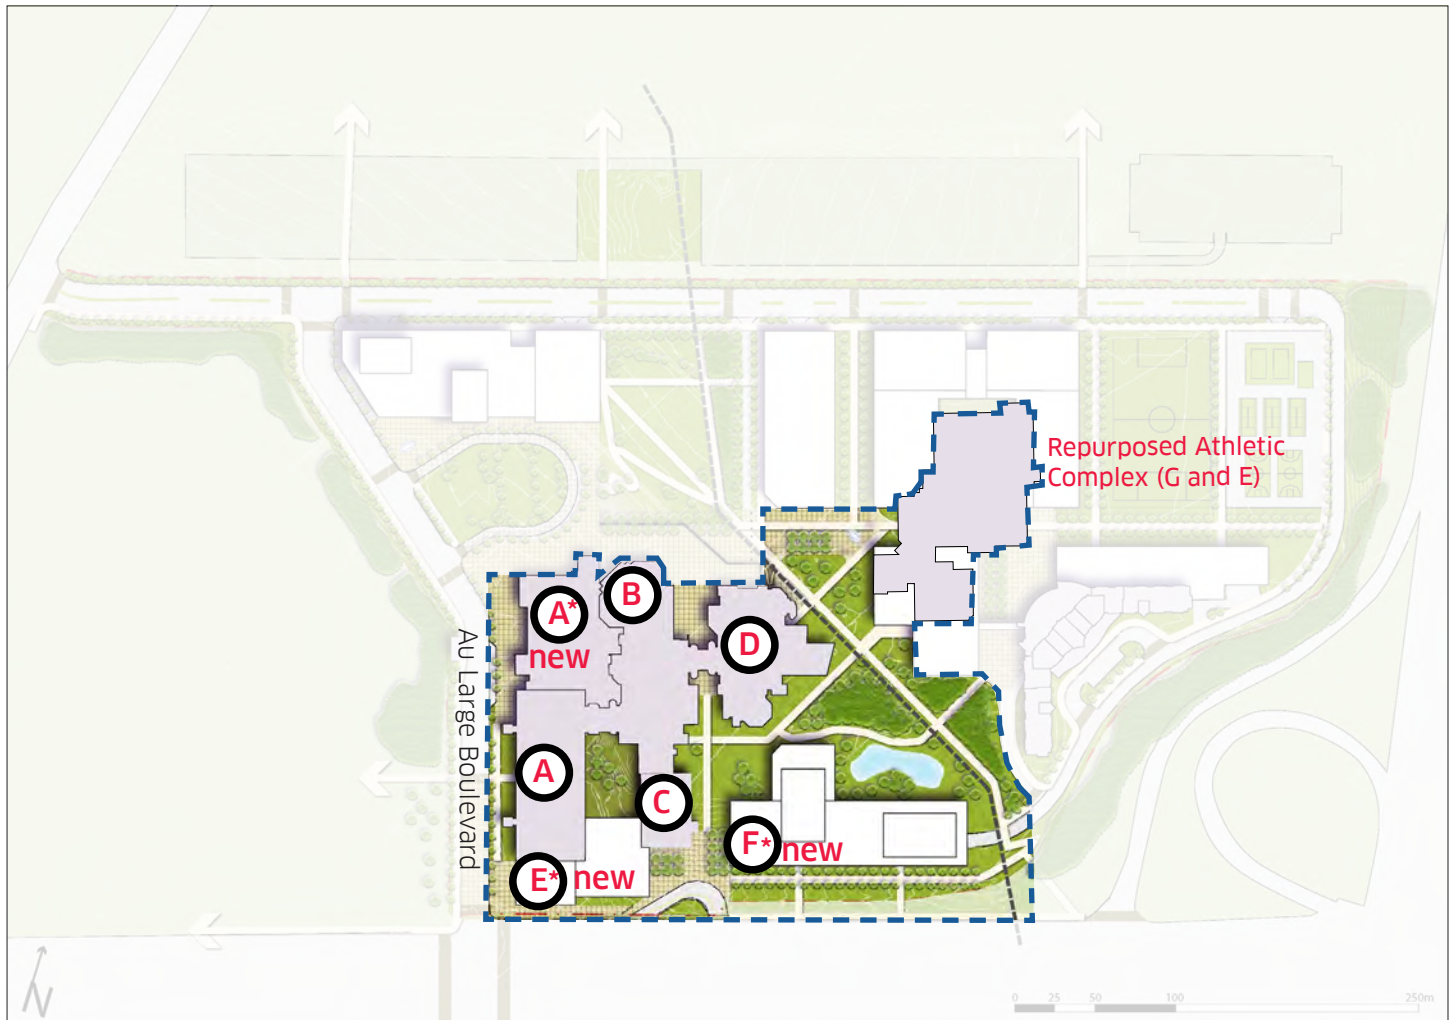 Repurposed Athletic
Complex (G and E)
B
A*
new
D
Au Large Boulevard
A
C
F* new
E* new
N
0 25 50 100 250m